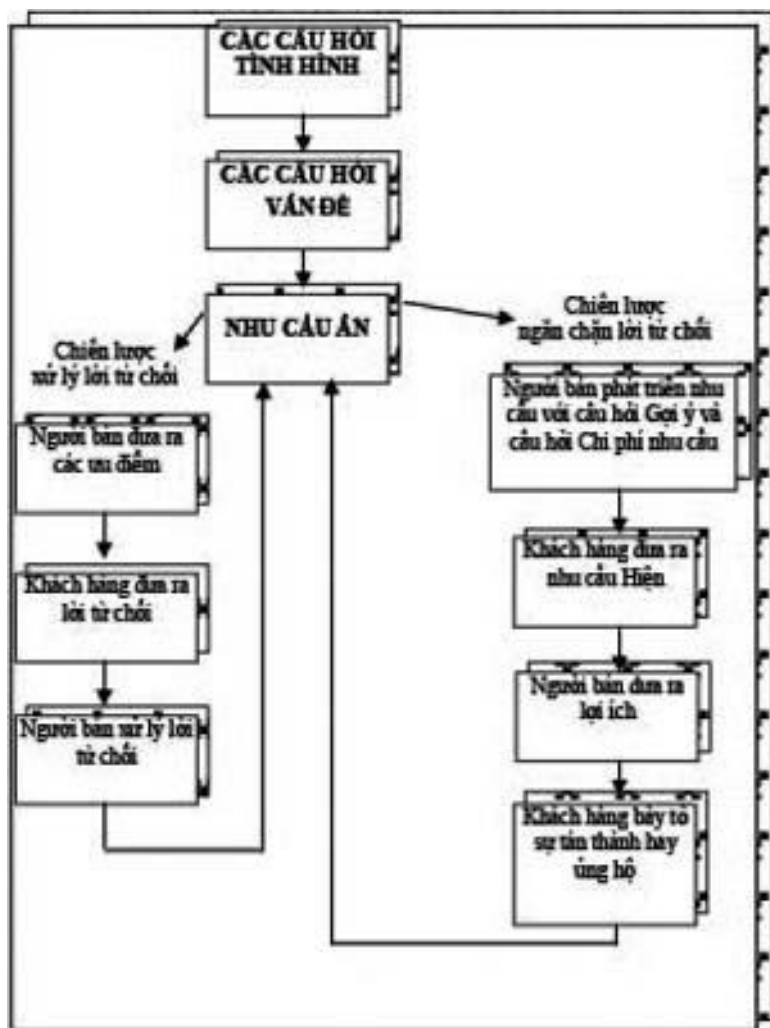 CÁC CÂU HỎI
TÌNH HÌNH
CÁC CÂU HỎI
VẤN ĐỀ
NHU CẦU ẨN
Chiến lược
xử lý lời từ chối
Người bán đưa ra
các ưu điểm
Khách hàng đưa ra
lời từ chối
Người bán xử lý lời
từ chối
Chiến lược
ngăn chặn lời từ chối
Người bán phát triển nhu
cầu với câu hỏi Gợi ý và
câu hỏi Chi phí nhu cầu
Khách hàng đưa ra
nhu cầu Hiện
Người bán đưa ra
lợi ích
Khách hàng bày tỏ
sự tán thành hay
ủng hộ